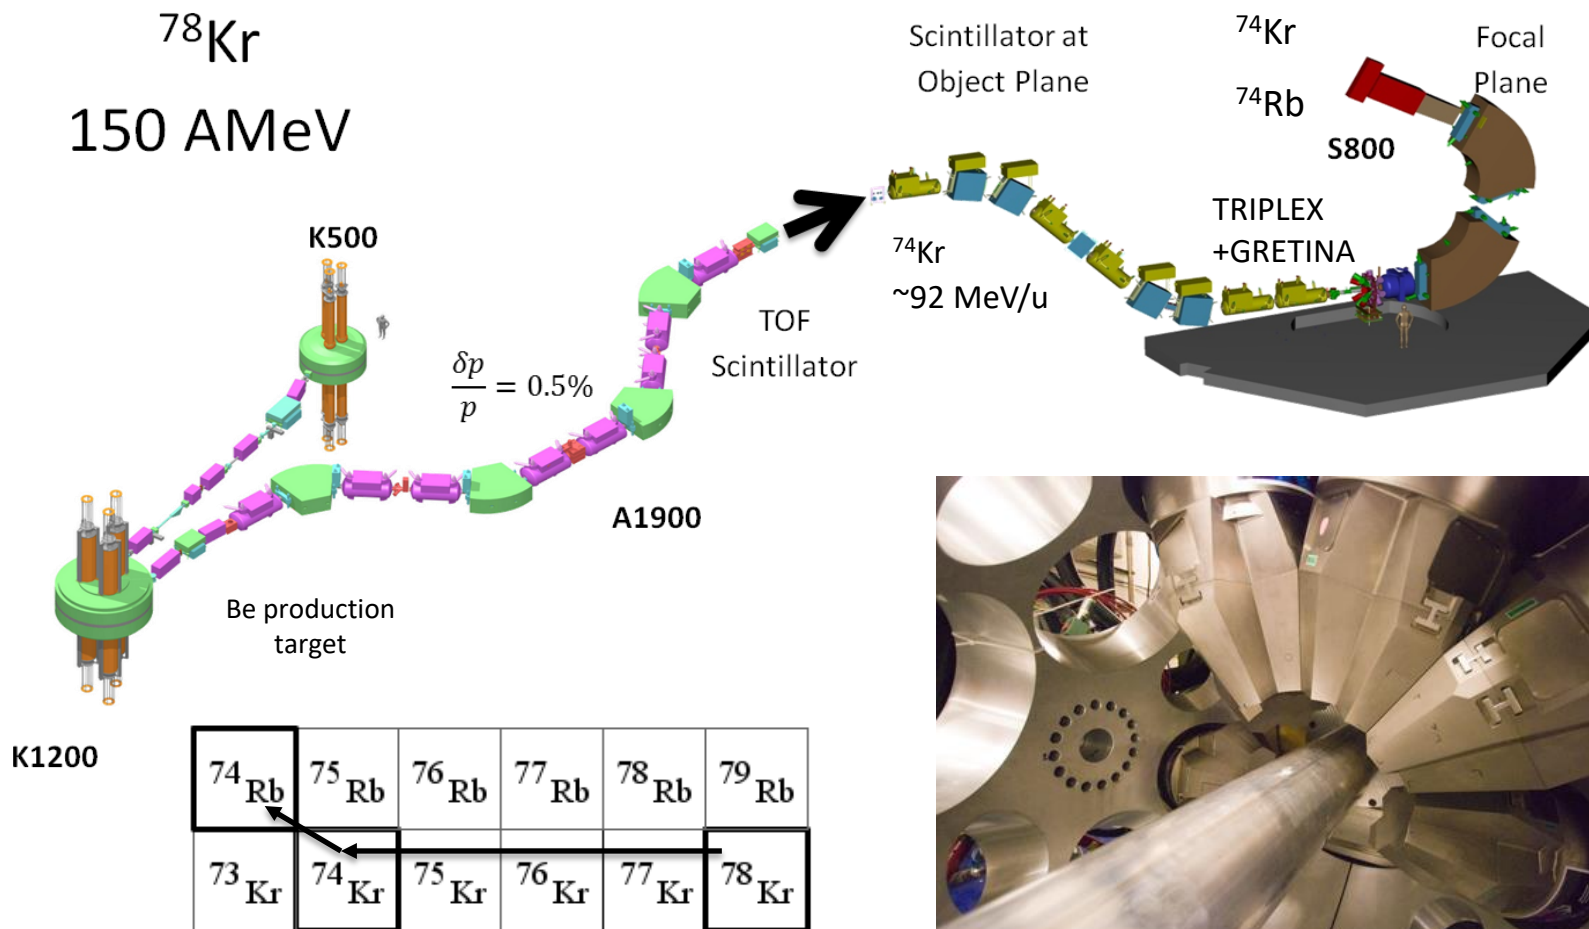 ⁷⁸Kr
150 AMeV
Scintillator at
Object Plane
⁷⁴Kr
⁷⁴Rb
Focal
Plane
S800
K500
TRIPLEX
+GRETINA
⁷⁴Kr
~92 MeV/u
TOF
Scintillator
δp/p = 0.5%
A1900
Be production
target
K1200
⁷⁴Rb ⁷⁵Rb ⁷⁶Rb ⁷⁷Rb ⁷⁸Rb ⁷⁹Rb
⁷³Kr ⁷⁴Kr ⁷⁵Kr ⁷⁶Kr ⁷⁷Kr ⁷⁸Kr